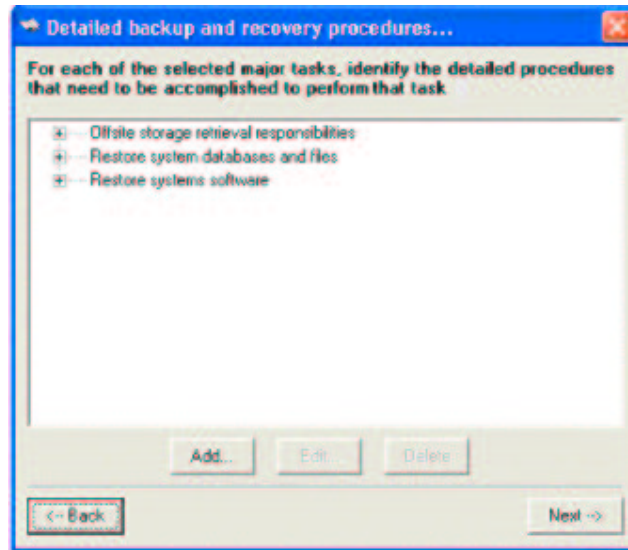 Detailed backup and recovery procedures...
For each of the selected major tasks, identify the detailed procedures
that need to be accomplished to perform that task
Offsite storage retrieval responsibilities
Restore system databases and files
Restore systems software
Add... Edit... Delete
<-- Back Next -->